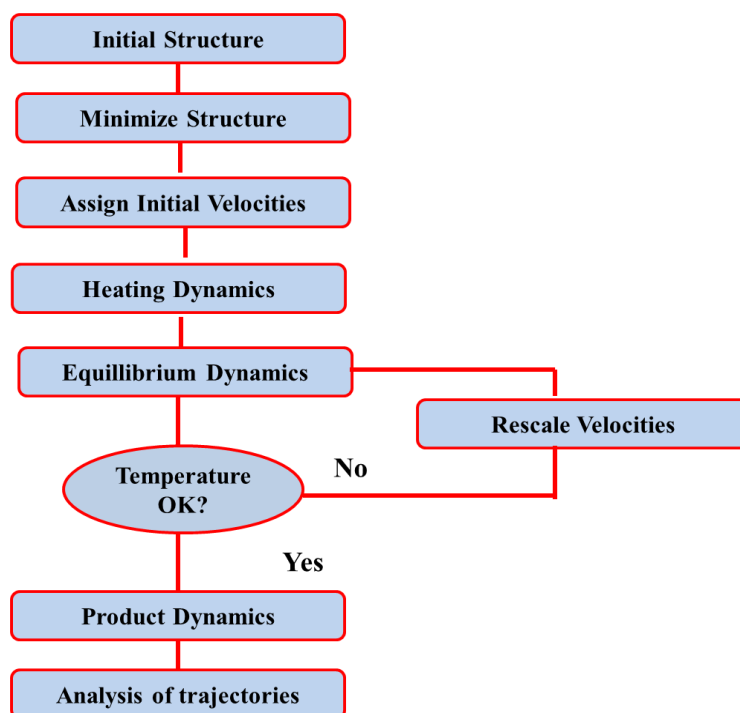 Initial Structure
Minimize Structure
Assign Initial Velocities
Heating Dynamics
Equillibrium Dynamics
Rescale Velocities
Temperature
OK?
No
Yes
Product Dynamics
Analysis of trajectories